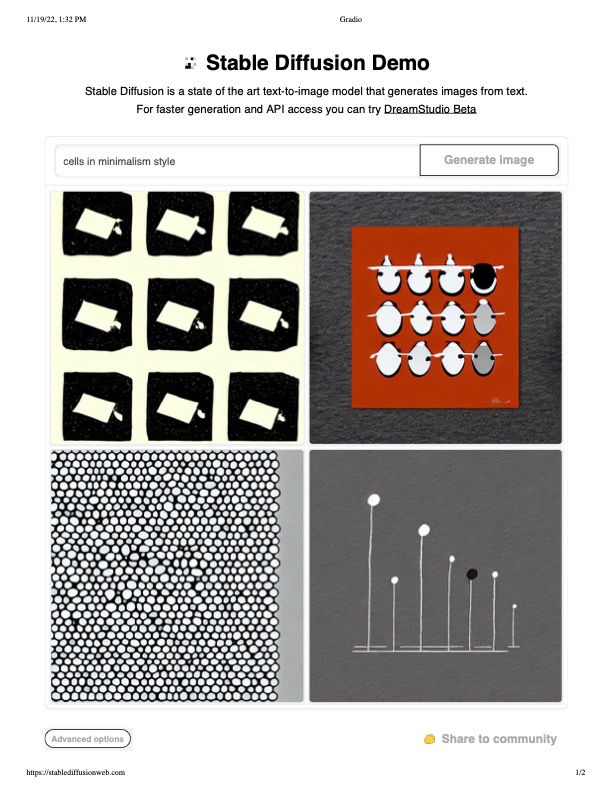 11/19/22, 1:32 PM
Gradio
Stable Diffusion Demo
Stable Diffusion is a state of the art text-to-image model that generates images from text.
For faster generation and API access you can try DreamStudio Beta
cells in minimalism style
Generate image
Advanced options
Share to community
https://stablediffusionweb.com
1/2